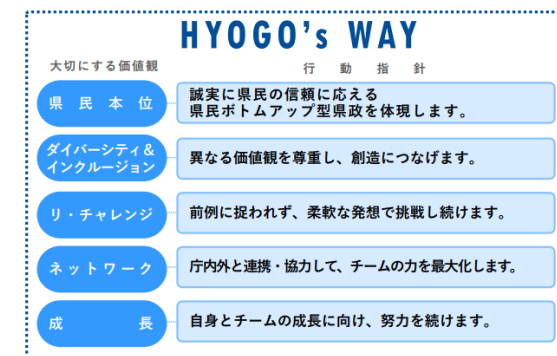 HYOGO's WAY
大切にする価値観
行動指針
県民本位
誠実に県民の信頼に応える
県民ボトムアップ型県政を体現します。
ダイバーシティ&
インクルージョン
異なる価値観を尊重し、創造につなげます。
リ・チャレンジ
前例に捉われず、柔軟な発想で挑戦し続けます。
ネットワーク
庁内外と連携・協力して、チームの力を最大化します。
成長
自身とチームの成長に向け、努力を続けます。